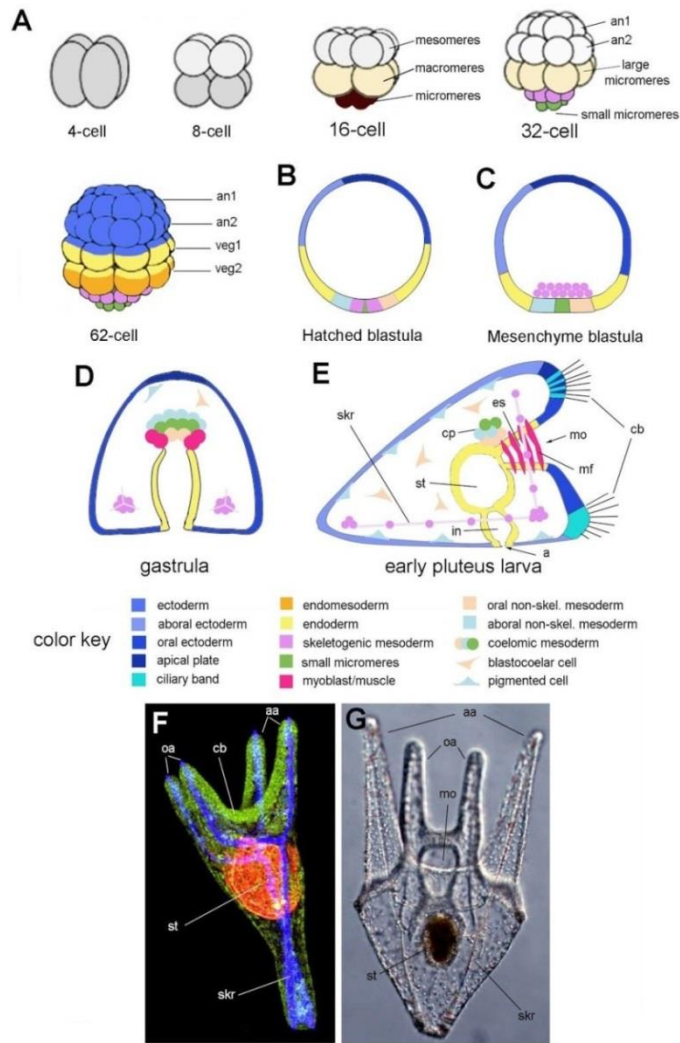 A
4-cell
8-cell
mesomeres
macromeres
micromeres
16-cell
an1
an2
large
micromeres
small micromeres
32-cell
an1
an2
veg1
veg2
62-cell
B
Hatched blastula
C
Mesenchyme blastula
D
gastrula
E
skr
cp
es
st
in
mo
mf
a
cb
early pluteus larva
color key
ectoderm
aboral ectoderm
oral ectoderm
apical plate
ciliary band
endomesoderm
endoderm
skeletogenic mesoderm
small micromeres
myoblast/muscle
oral non-skel. mesoderm
aboral non-skel. mesoderm
coelomic mesoderm
blastocoelar cell
pigmented cell
F
oa
cb
aa
st
skr
G
aa
oa
mo
st
skr